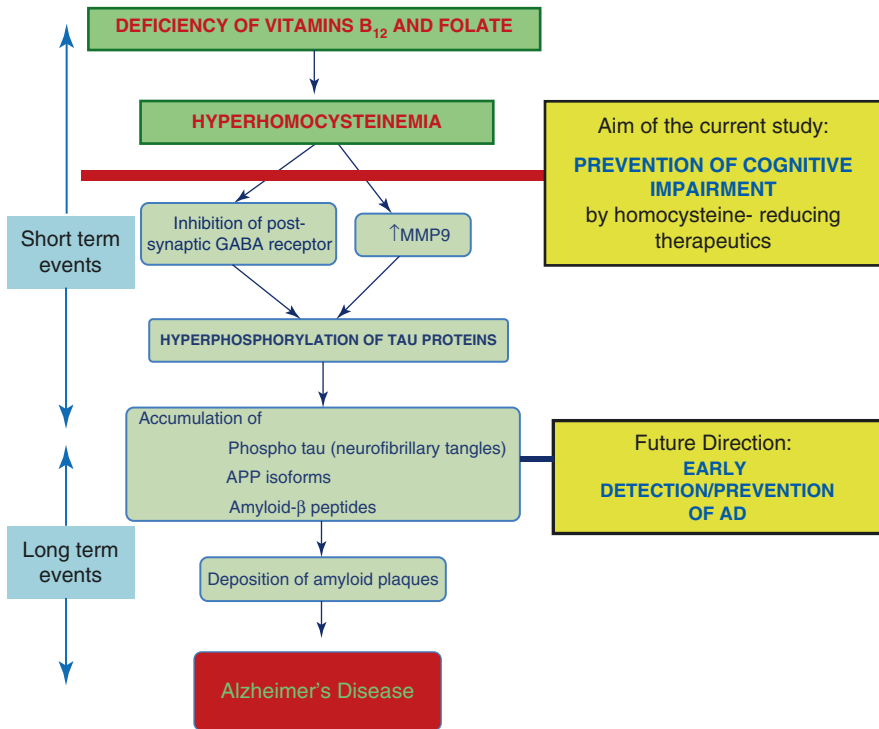 DEFICIENCY OF VITAMINS B₁₂ AND FOLATE
HYPERHOMOCYSTEINEMIA
Aim of the current study:
PREVENTION OF COGNITIVE
IMPAIRMENT
by homocysteine- reducing
therapeutics
Short term
events
Inhibition of post-
synaptic GABA receptor
↑MMP9
HYPERPHOSPHORYLATION OF TAU PROTEINS
Accumulation of
Phospho tau (neurofibrillary tangles)
APP isoforms
Amyloid-β peptides
Future Direction:
EARLY
DETECTION/PREVENTION
OF AD
Long term
events
Deposition of amyloid plaques
Alzheimer's Disease